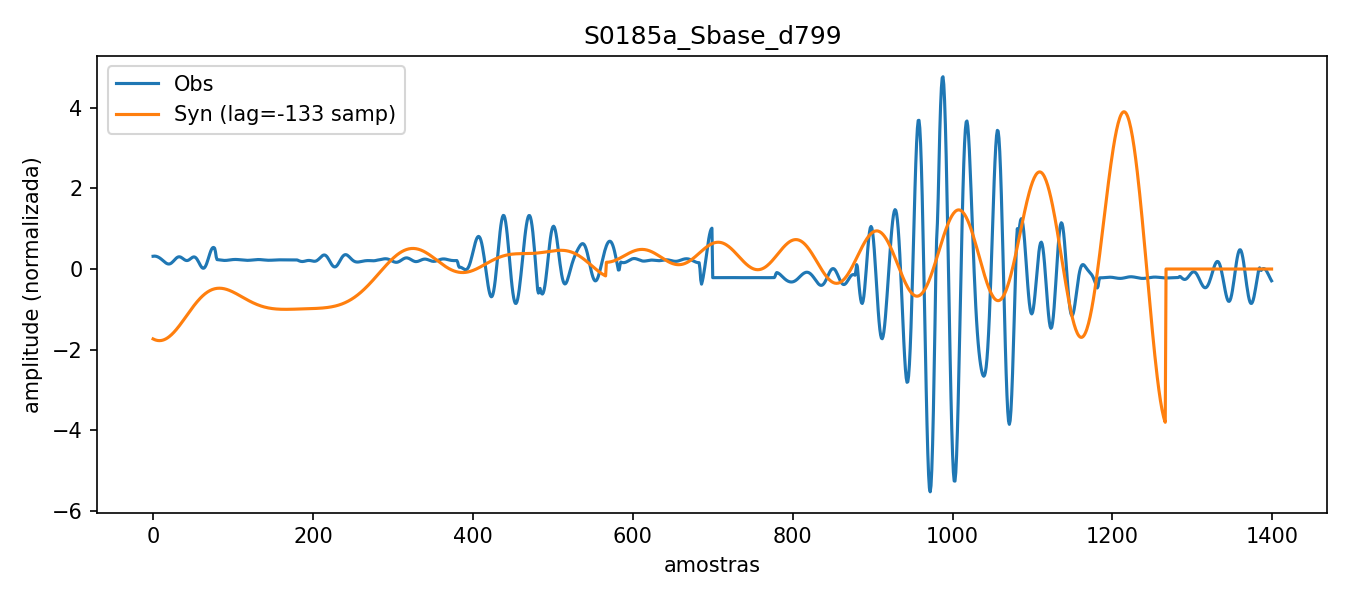 S0185a_Sbase_d799
Obs
Syn (lag=-133 samp)
amplitude (normalizada)
4
2
0
−2
−4
−6
0 200 400 600 800 1000 1200 1400
amostras